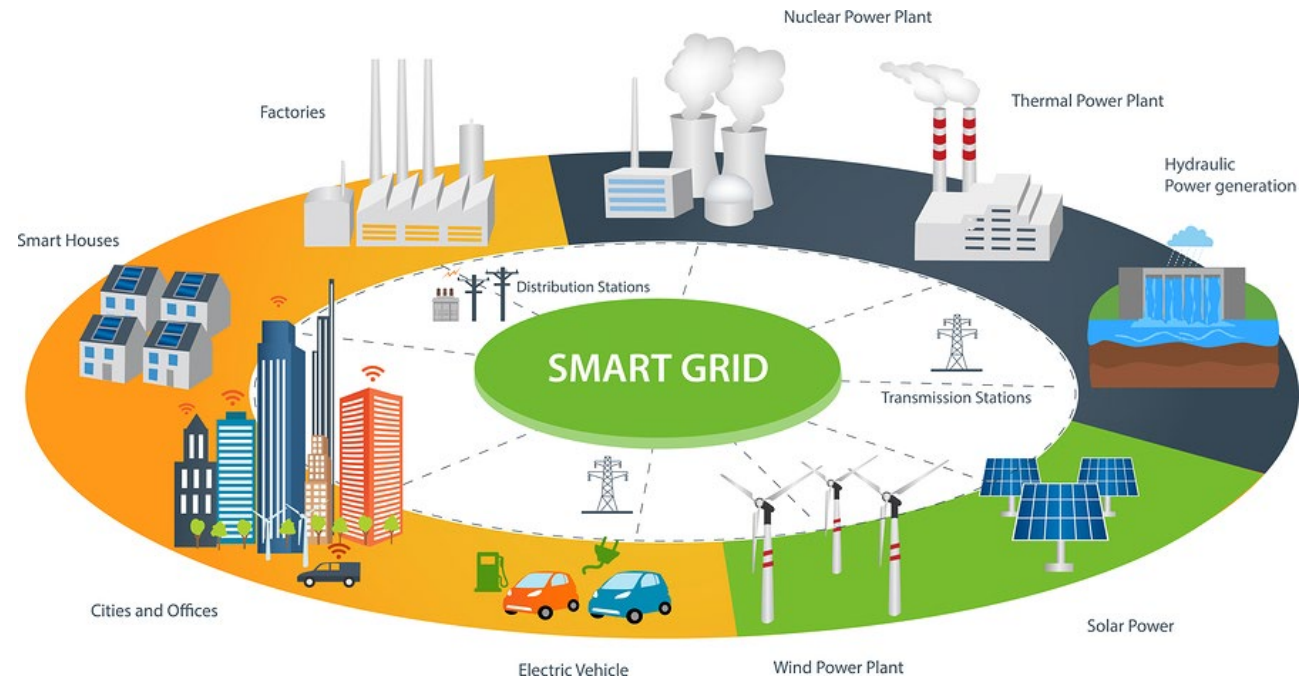 Nuclear Power Plant
Factories
Thermal Power Plant
Hydraulic
Power generation
Smart Houses
Distribution Stations
SMART GRID
Transmission Stations
Cities and Offices
Solar Power
Electric Vehicle
Wind Power Plant